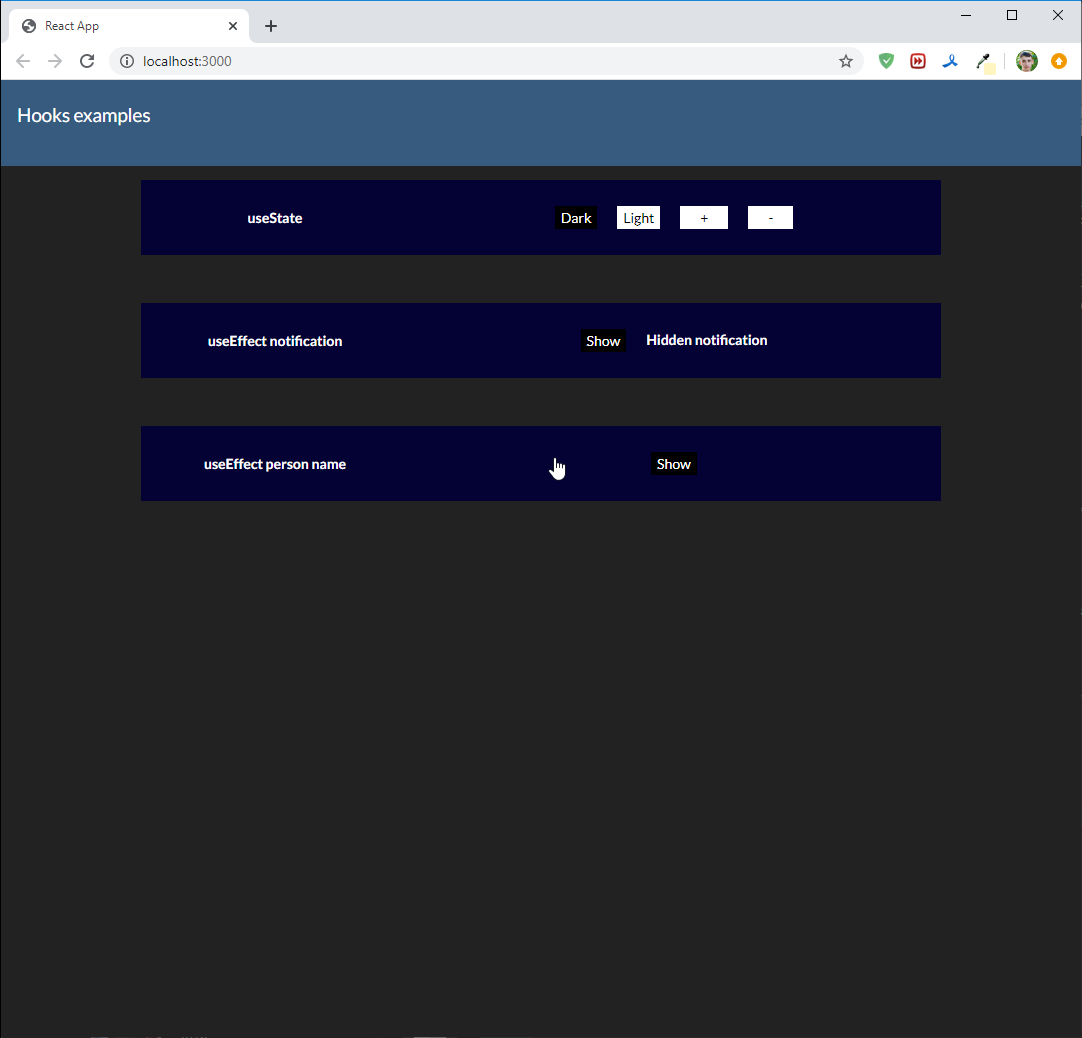 React App
localhost:3000
Hooks examples
useState Dark Light + -
useEffect notification Show Hidden notification
useEffect person name Show